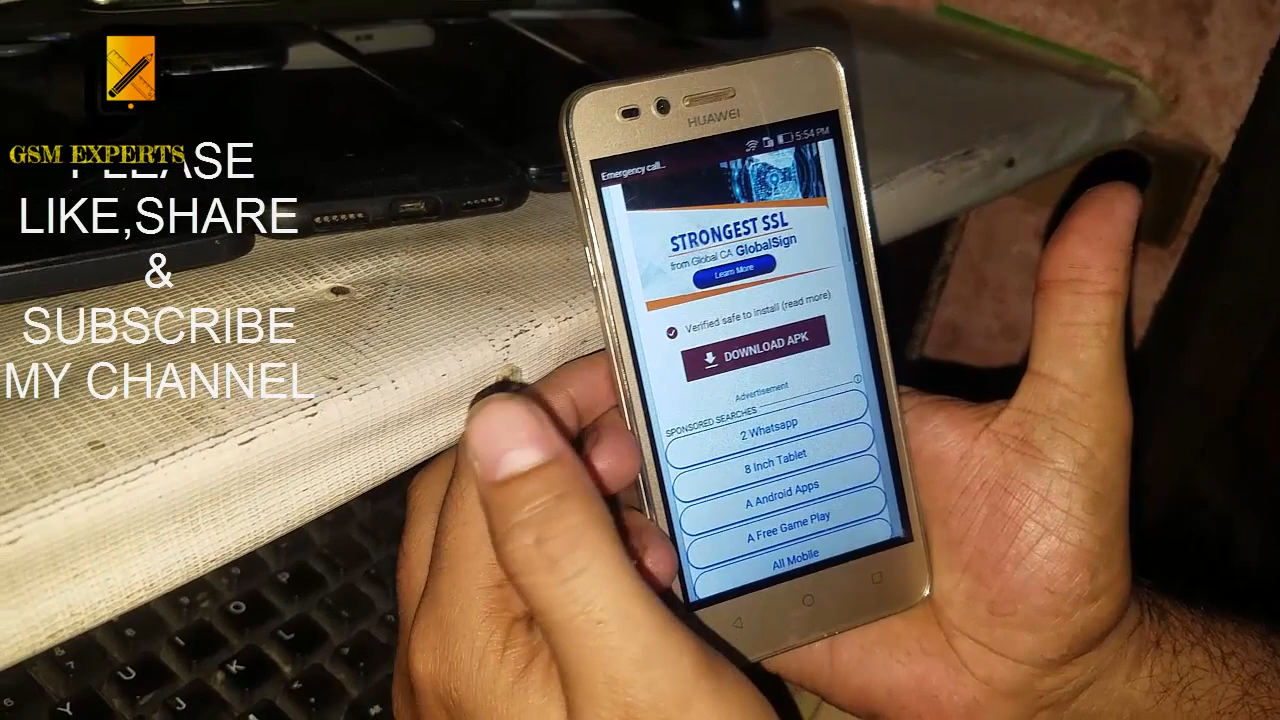 GSM EXPERTS
PLEASE
LIKE,SHARE
&
SUBSCRIBE
MY CHANNEL
HUAWEI
Emergency call...
5:54 PM
STRONGEST SSL
from Global CA GlobalSign
Learn More
Verified safe to install (read more)
DOWNLOAD APK
Advertisement
SPONSORED SEARCHES
2 Whatsapp
8 Inch Tablet
A Android Apps
A Free Game Play
All Mobile
O
U
L
J
K
Y
H